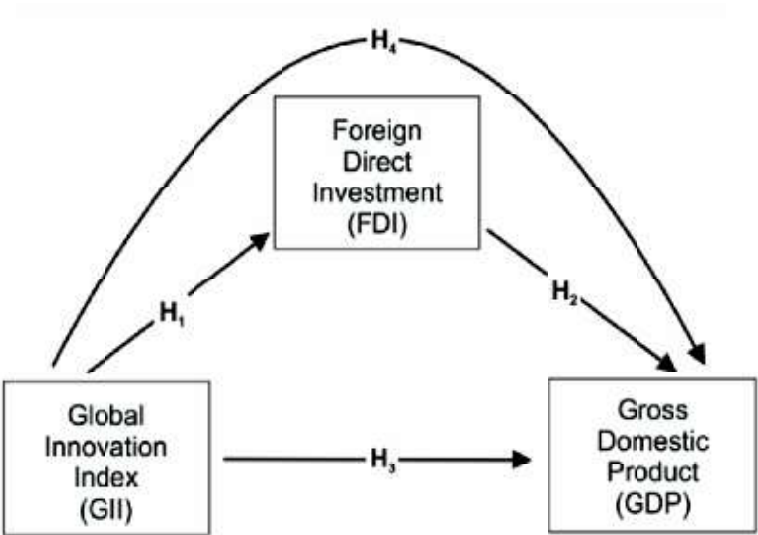 H₄
Foreign
Direct
Investment
(FDI)
H₁
H₂
Global
Innovation
Index
(GII)
H₃
Gross
Domestic
Product
(GDP)